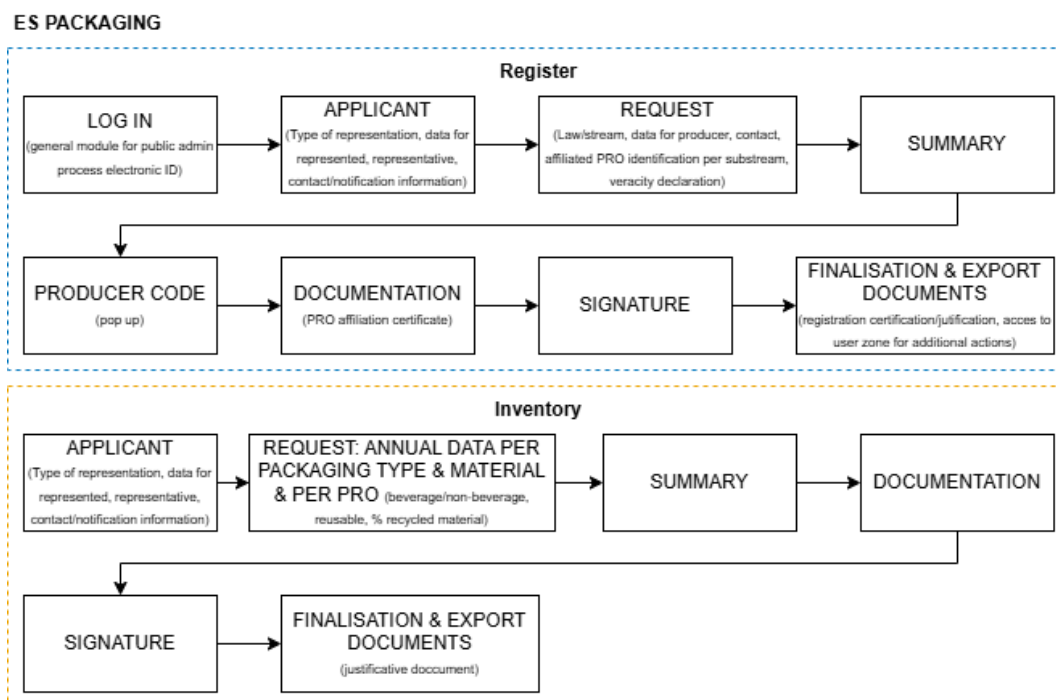 ES PACKAGING
Register
LOG IN
(general module for public admin
process electronic ID)
APPLICANT
(Type of representation, data for
represented, representative,
contact/notification information)
REQUEST
(Law/stream, data for producer, contact,
affiliated PRO identification per substream,
veracity declaration)
SUMMARY
PRODUCER CODE
(pop up)
DOCUMENTATION
(PRO affiliation certificate)
SIGNATURE
FINALISATION & EXPORT
DOCUMENTS
(registration certification/jutification, acces to
user zone for additional actions)
Inventory
APPLICANT
(Type of representation, data for
represented, representative,
contact/notification information)
REQUEST: ANNUAL DATA PER
PACKAGING TYPE & MATERIAL
& PER PRO (beverage/non-beverage,
reusable, % recycled material)
SUMMARY
DOCUMENTATION
SIGNATURE
FINALISATION & EXPORT
DOCUMENTS
(justificative doccument)